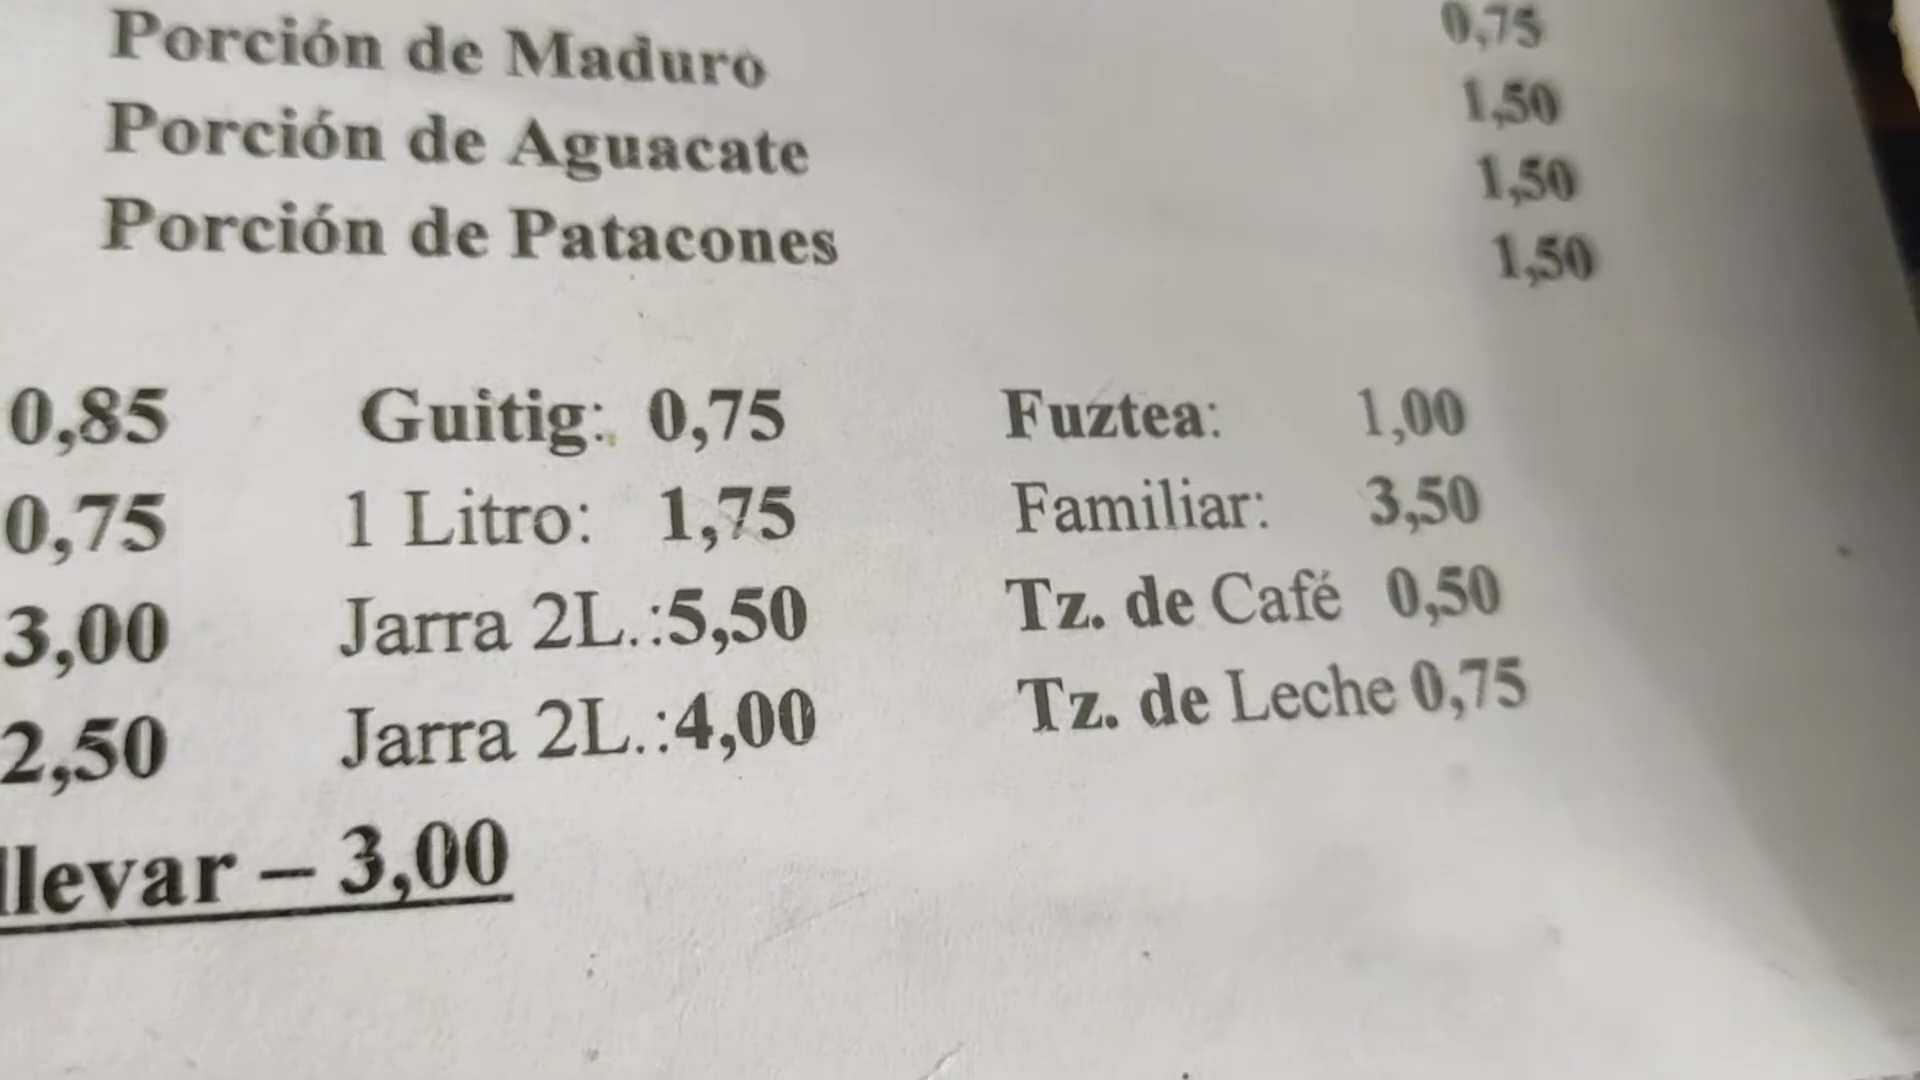 0,75
Porción de Maduro 1,50
Porción de Aguacate 1,50
Porción de Patacones 1,50
0,85 Guitig: 0,75 Fuztea: 1,00
0,75 1 Litro: 1,75 Familiar: 3,50
3,00 Jarra 2L.:5,50 Tz. de Café 0,50
2,50 Jarra 2L.:4,00 Tz. de Leche 0,75
llevar – 3,00